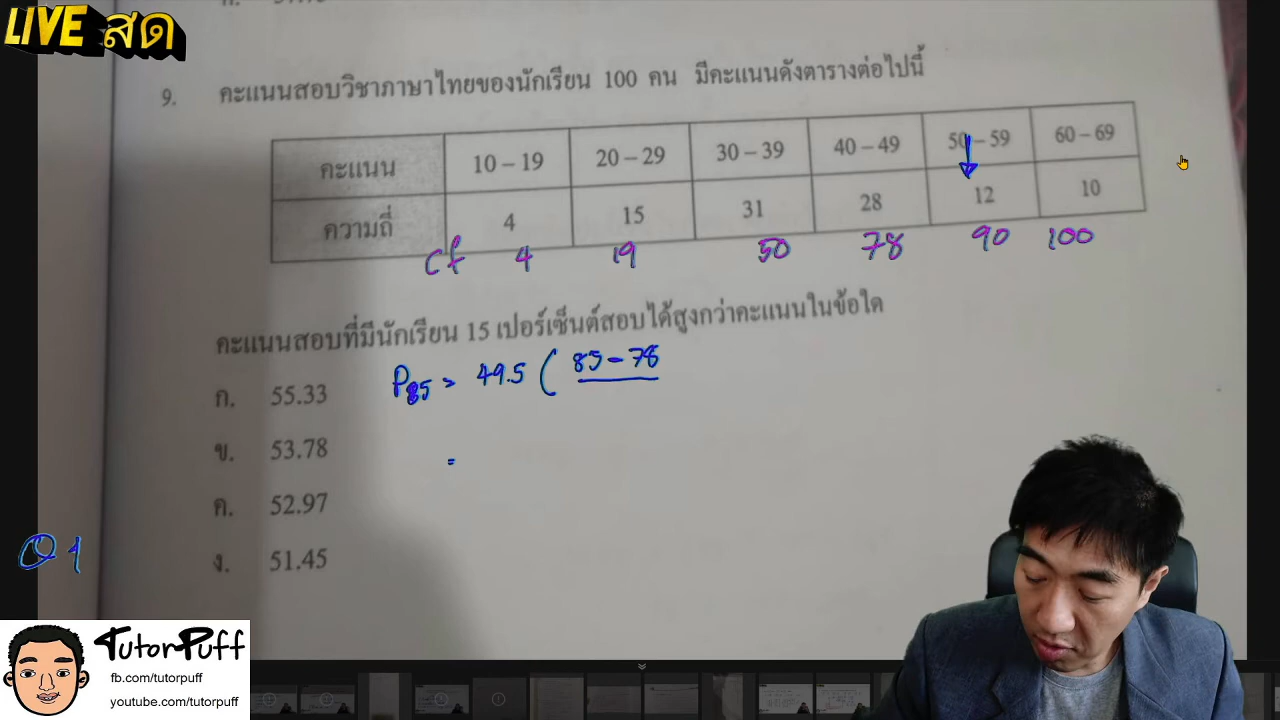 LIVE สด
9. คะแนนสอบวิชาภาษาไทยของนักเรียน 100 คน มีคะแนนดังตารางต่อไปนี้
คะแนน 10 – 19 20 – 29 30 – 39 40 – 49 50 – 59 60 – 69
ความถี่ 4 15 31 28 12 10
cf 4 19 50 78 90 100
คะแนนสอบที่มีนักเรียน 15 เปอร์เซ็นต์สอบได้สูงกว่าคะแนนในข้อใด
P85 = 49.5 ( 85 - 78
ก. 55.33
=
ข. 53.78
ค. 52.97
ง. 51.45
Q1
TutorPuff
fb.com/tutorpuff
youtube.com/tutorpuff